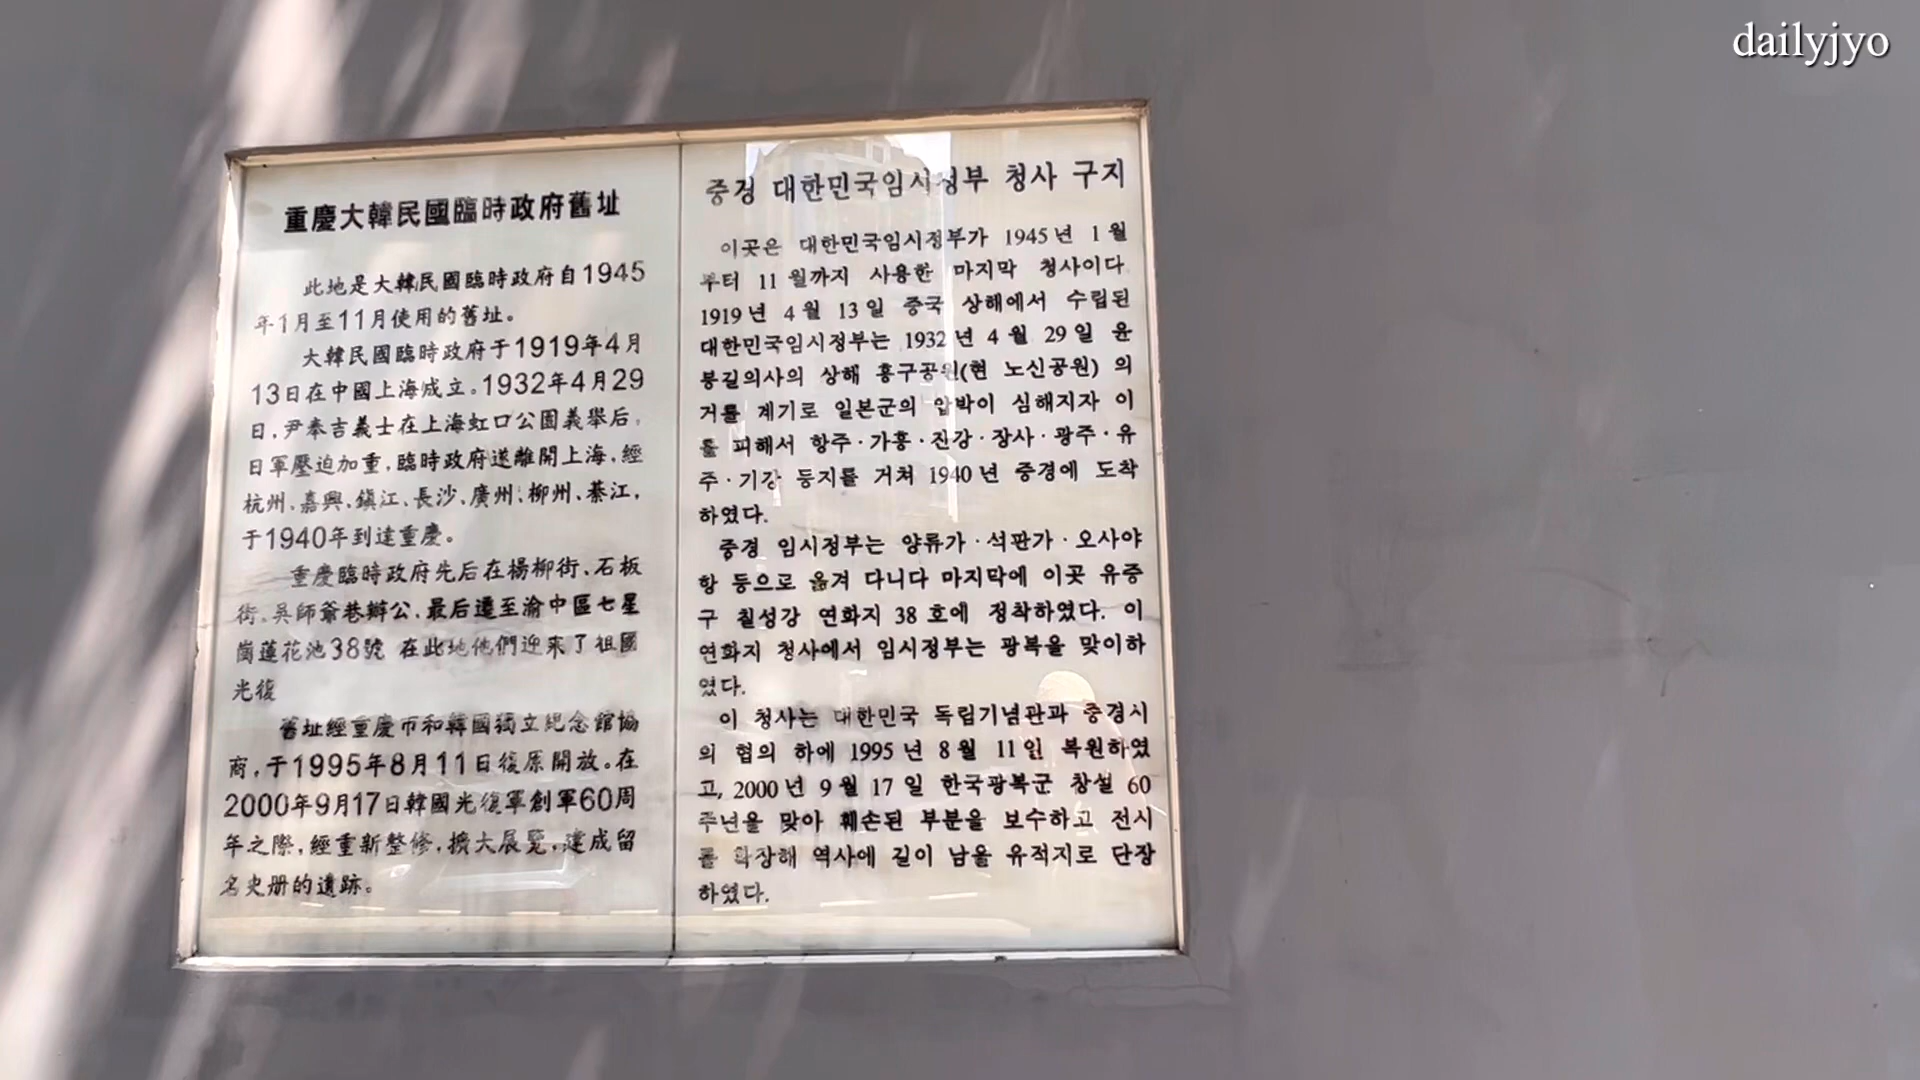 dailyjyo
重慶大韓民國臨時政府舊址
此地是大韓民國臨時政府自1945
年1月至11月使用的舊址。
大韓民國臨時政府于1919年4月
13日在中國上海成立。1932年4月29
日，尹奉吉義士在上海虹口公園義舉后，
日軍壓迫加重，臨時政府遂離開上海，經
杭州、嘉興、鎭江、長沙、廣州、柳州、綦江，
于1940年到達重慶。
重慶臨時政府先后在楊柳街、石板
街、吳師爺巷辦公，最后遷至渝中區七星
崗蓮花池38號 在此地他們迎来了祖國
光復
舊址經重慶市和韓國獨立紀念館協
商，于1995年8月11日復原開放。在
2000年9月17日韓國光復軍創軍60周
年之際，經重新整修，擴大展覽，建成留
名史册的遺跡。
중경 대한민국임시정부 청사 구지
이곳은 대한민국임시정부가 1945년 1월
부터 11월까지 사용한 마지막 청사이다.
1919년 4월 13일 중국 상해에서 수립된
대한민국임시정부는 1932년 4월 29일 윤
봉길의사의 상해 홍구공원(현 노신공원) 의
거를 계기로 일본군의 압박이 심해지자 이
를 피해서 항주·가흥·진강·장사·광주·유
주·기강 등지를 거쳐 1940년 중경에 도착
하였다.
중경 임시정부는 양류가·석판가·오사야
항 등으로 옮겨 다니다 마지막에 이곳 유중
구 칠성강 연화지 38호에 정착하였다. 이
연화지 청사에서 임시정부는 광복을 맞이하
였다.
이 청사는 대한민국 독립기념관과 중경시
의 협의 하에 1995년 8월 11일 복원하였
고, 2000년 9월 17일 한국광복군 창설 60
주년을 맞아 훼손된 부분을 보수하고 전시
를 확장해 역사에 길이 남을 유적지로 단장
하였다.